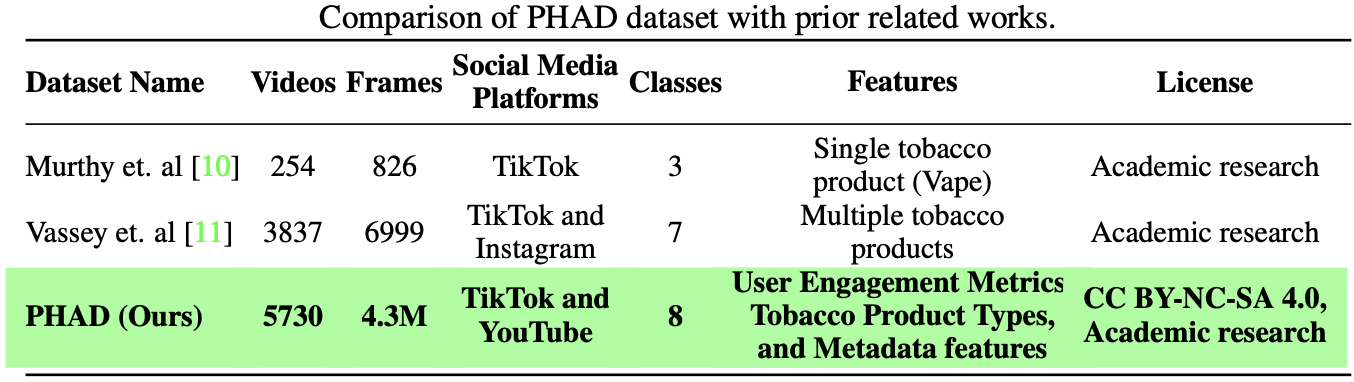 Comparison of PHAD dataset with prior related works.
Dataset Name Videos Frames Social Media Platforms Classes Features License
Murthy et. al [10] 254 826 TikTok 3 Single tobacco product (Vape) Academic research
Vassey et. al [11] 3837 6999 TikTok and Instagram 7 Multiple tobacco products Academic research
PHAD (Ours) 5730 4.3M TikTok and YouTube 8 User Engagement Metrics Tobacco Product Types, and Metadata features CC BY-NC-SA 4.0, Academic research